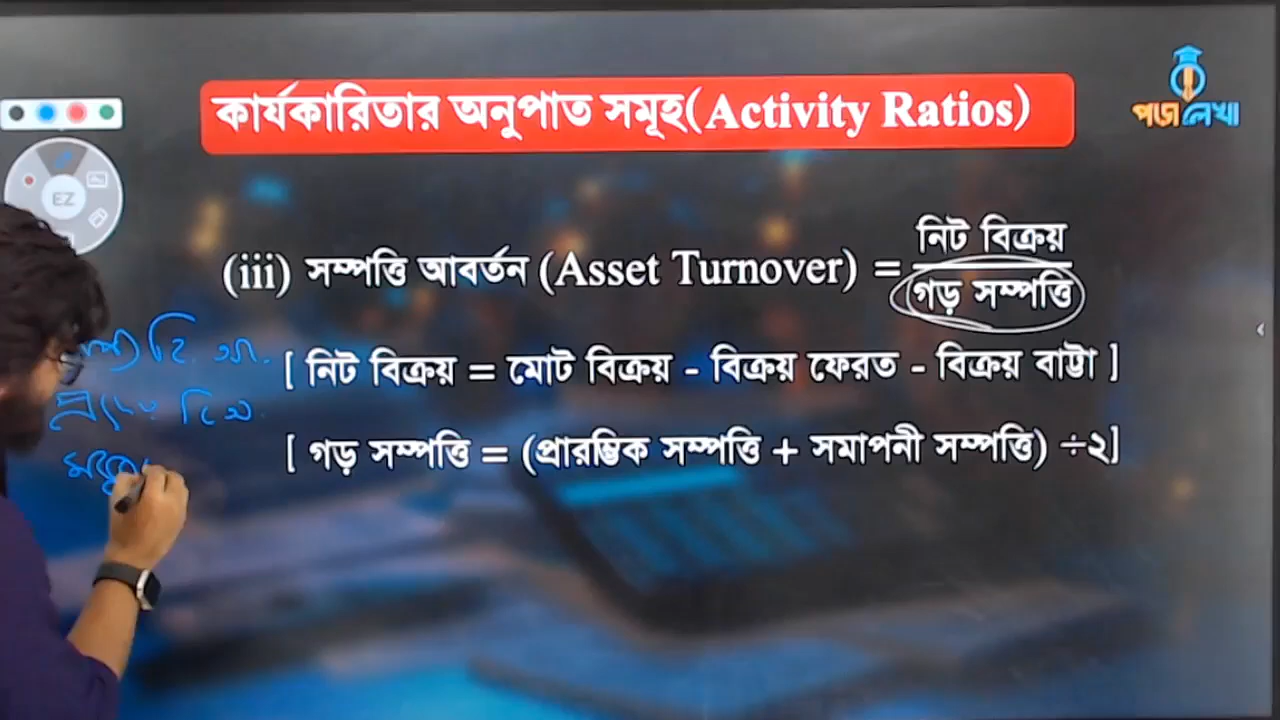 কার্যকারিতার অনুপাত সমূহ(Activity Ratios)
পড়ালেখা
EZ
(iii) সম্পত্তি আবর্তন (Asset Turnover) = নিট বিক্রয়
গড় সম্পত্তি
[ নিট বিক্রয় = মোট বিক্রয় - বিক্রয় ফেরত - বিক্রয় বাট্টা ]
[ গড় সম্পত্তি = (প্রারম্ভিক সম্পত্তি + সমাপনী সম্পত্তি) ÷২]